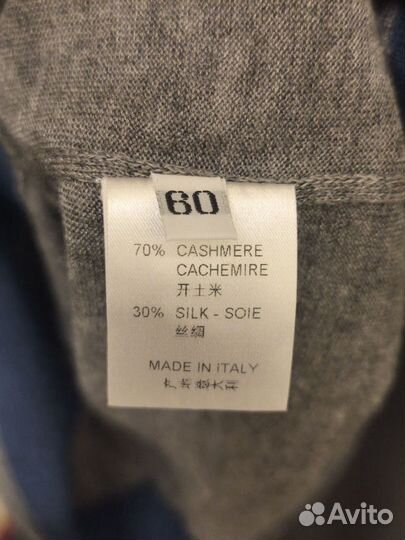 60
70% CASHMERE
CACHEMIRE
开士米
30% SILK - SOIE
丝绸
MADE IN ITALY
Avito